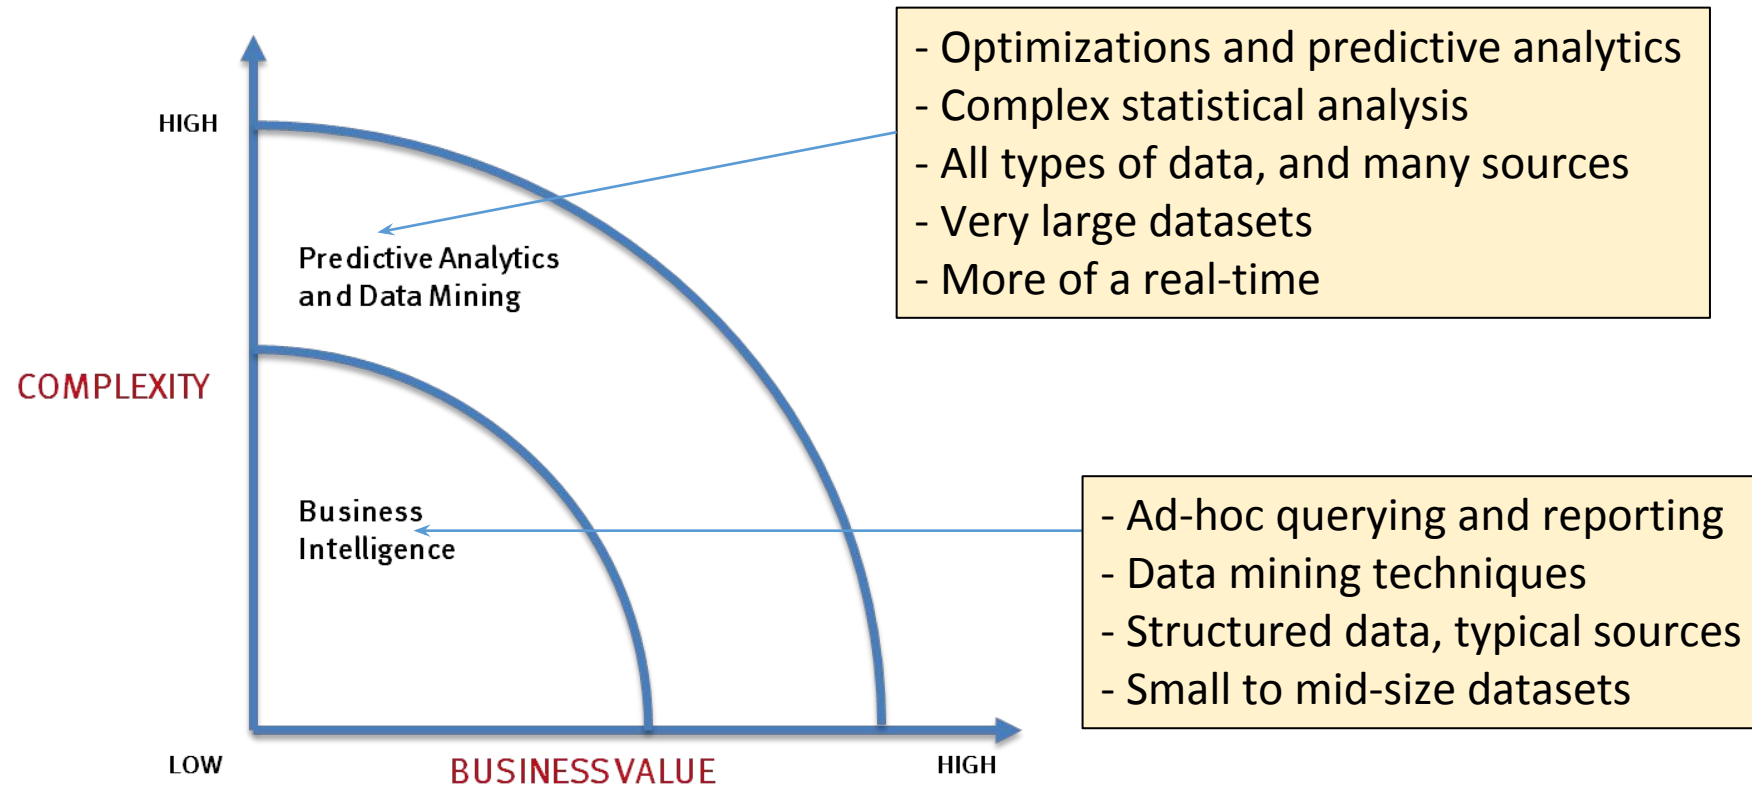 - Optimizations and predictive analytics
- Complex statistical analysis
- All types of data, and many sources
- Very large datasets
- More of a real-time
HIGH
Predictive Analytics
and Data Mining
COMPLEXITY
Business
Intelligence
- Ad-hoc querying and reporting
- Data mining techniques
- Structured data, typical sources
- Small to mid-size datasets
LOW
BUSINESS VALUE
HIGH